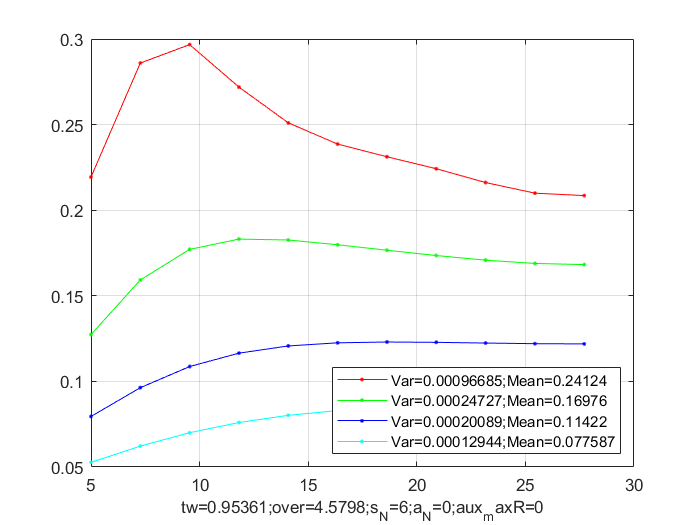 0.3
0.25
0.2
0.15
0.1
0.05
5
10
15
20
25
30
Var=0.00096685;Mean=0.24124
Var=0.00024727;Mean=0.16976
Var=0.00020089;Mean=0.11422
Var=0.00012944;Mean=0.077587
tw=0.95361;over=4.5798;s_N=6;a_N=0;aux_maxR=0